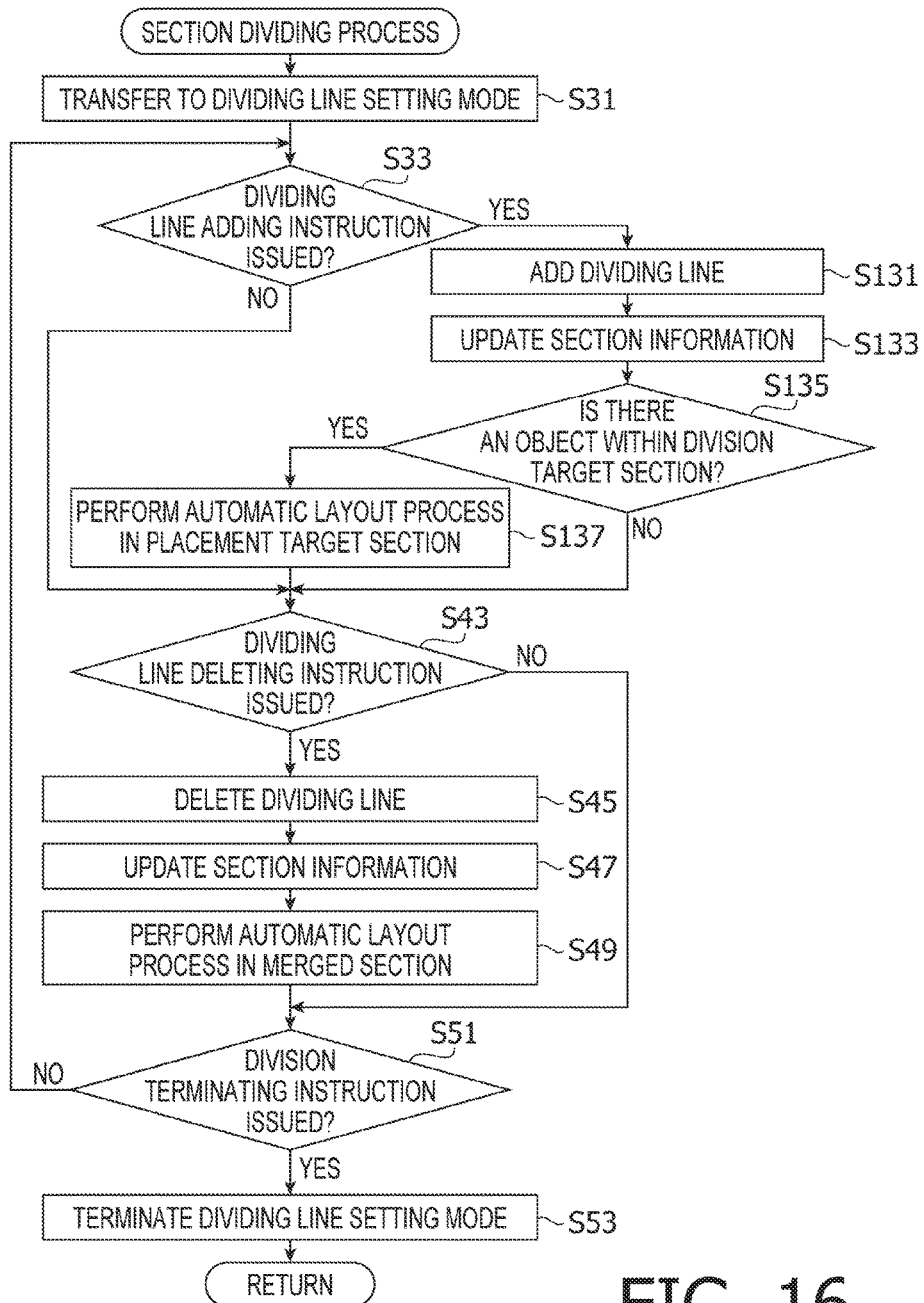 SECTION DIVIDING PROCESS
TRANSFER TO DIVIDING LINE SETTING MODE
S31
S33
DIVIDING
LINE ADDING INSTRUCTION
ISSUED?
YES
NO
ADD DIVIDING LINE
S131
UPDATE SECTION INFORMATION
S133
S135
IS THERE
AN OBJECT WITHIN DIVISION
TARGET SECTION?
YES
NO
PERFORM AUTOMATIC LAYOUT PROCESS
IN PLACEMENT TARGET SECTION
S137
S43
DIVIDING
LINE DELETING INSTRUCTION
ISSUED?
NO
YES
DELETE DIVIDING LINE
S45
UPDATE SECTION INFORMATION
S47
PERFORM AUTOMATIC LAYOUT
PROCESS IN MERGED SECTION
S49
S51
DIVISION
TERMINATING INSTRUCTION
ISSUED?
NO
YES
TERMINATE DIVIDING LINE SETTING MODE
S53
RETURN
FIG. 16